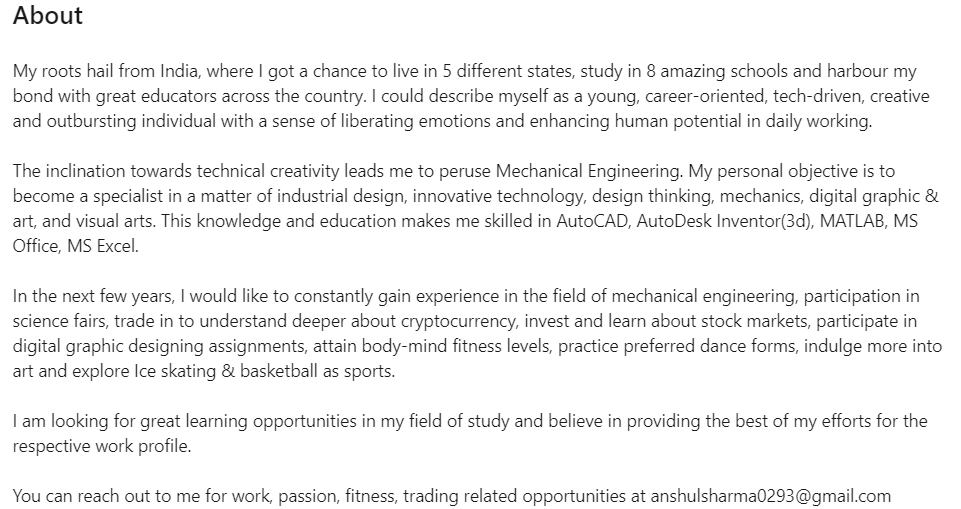 About
My roots hail from India, where I got a chance to live in 5 different states, study in 8 amazing schools and harbour my
bond with great educators across the country. I could describe myself as a young, career-oriented, tech-driven, creative
and outbursting individual with a sense of liberating emotions and enhancing human potential in daily working.
The inclination towards technical creativity leads me to peruse Mechanical Engineering. My personal objective is to
become a specialist in a matter of industrial design, innovative technology, design thinking, mechanics, digital graphic &
art, and visual arts. This knowledge and education makes me skilled in AutoCAD, AutoDesk Inventor(3d), MATLAB, MS
Office, MS Excel.
In the next few years, I would like to constantly gain experience in the field of mechanical engineering, participation in
science fairs, trade in to understand deeper about cryptocurrency, invest and learn about stock markets, participate in
digital graphic designing assignments, attain body-mind fitness levels, practice preferred dance forms, indulge more into
art and explore Ice skating & basketball as sports.
I am looking for great learning opportunities in my field of study and believe in providing the best of my efforts for the
respective work profile.
You can reach out to me for work, passion, fitness, trading related opportunities at anshulsharma0293@gmail.com